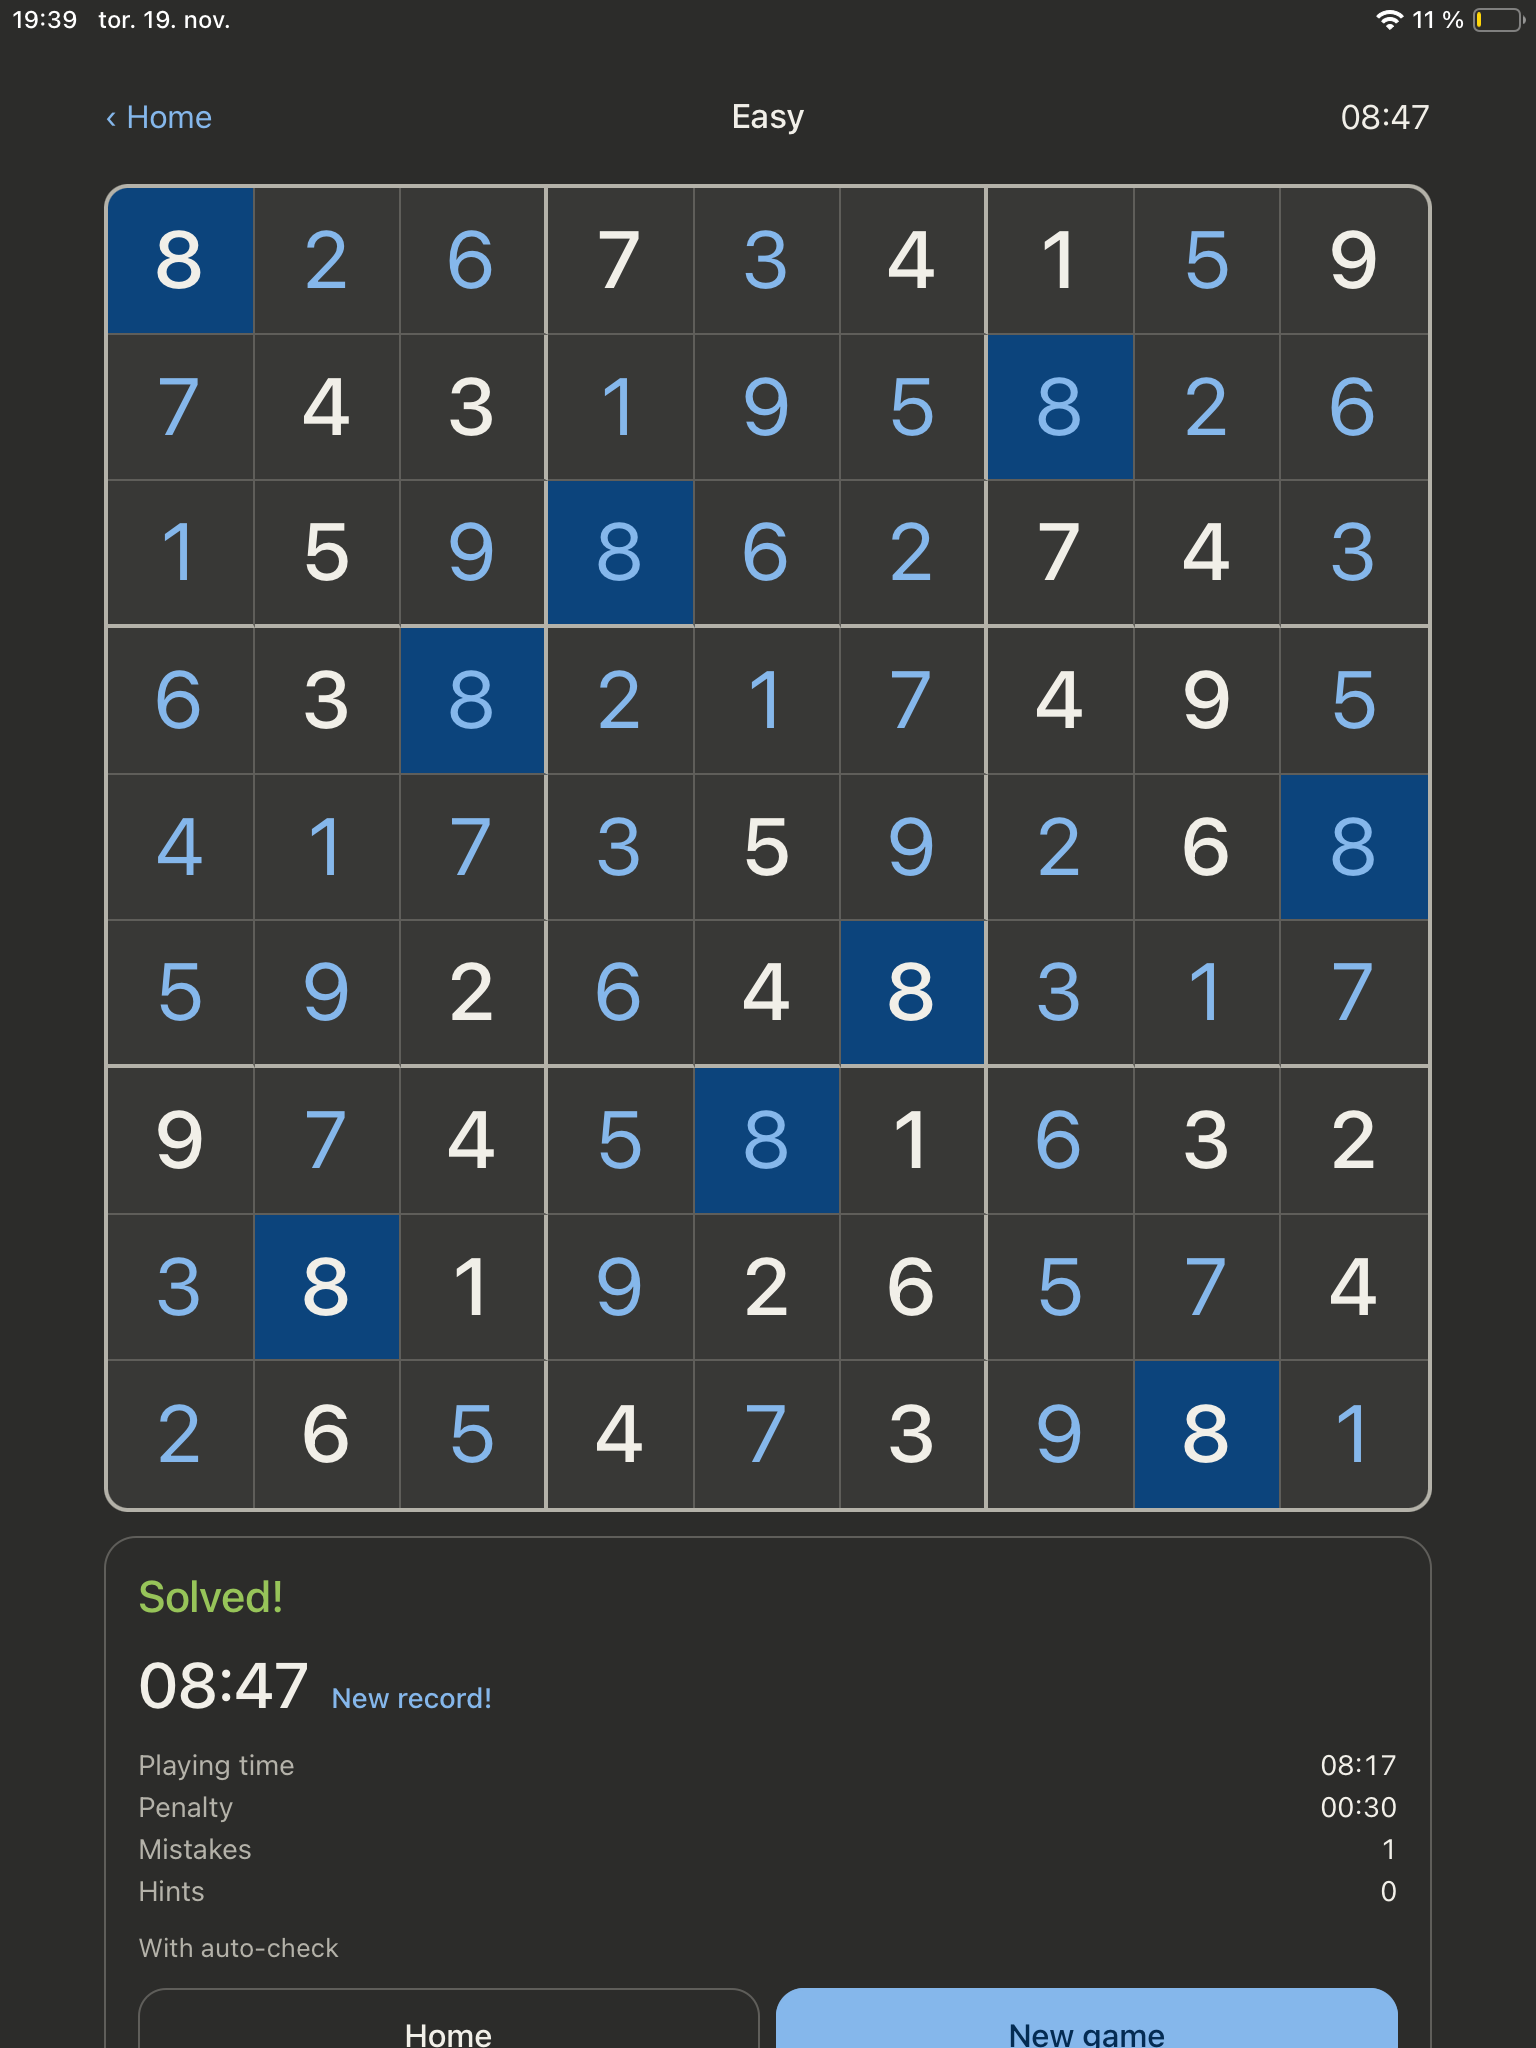 19:39 tor. 19. nov. 11 %
‹ Home Easy 08:47
8 2 6 7 3 4 1 5 9
7 4 3 1 9 5 8 2 6
1 5 9 8 6 2 7 4 3
6 3 8 2 1 7 4 9 5
4 1 7 3 5 9 2 6 8
5 9 2 6 4 8 3 1 7
9 7 4 5 8 1 6 3 2
3 8 1 9 2 6 5 7 4
2 6 5 4 7 3 9 8 1
Solved!
08:47 New record!
Playing time 08:17
Penalty 00:30
Mistakes 1
Hints 0
With auto-check
Home New game